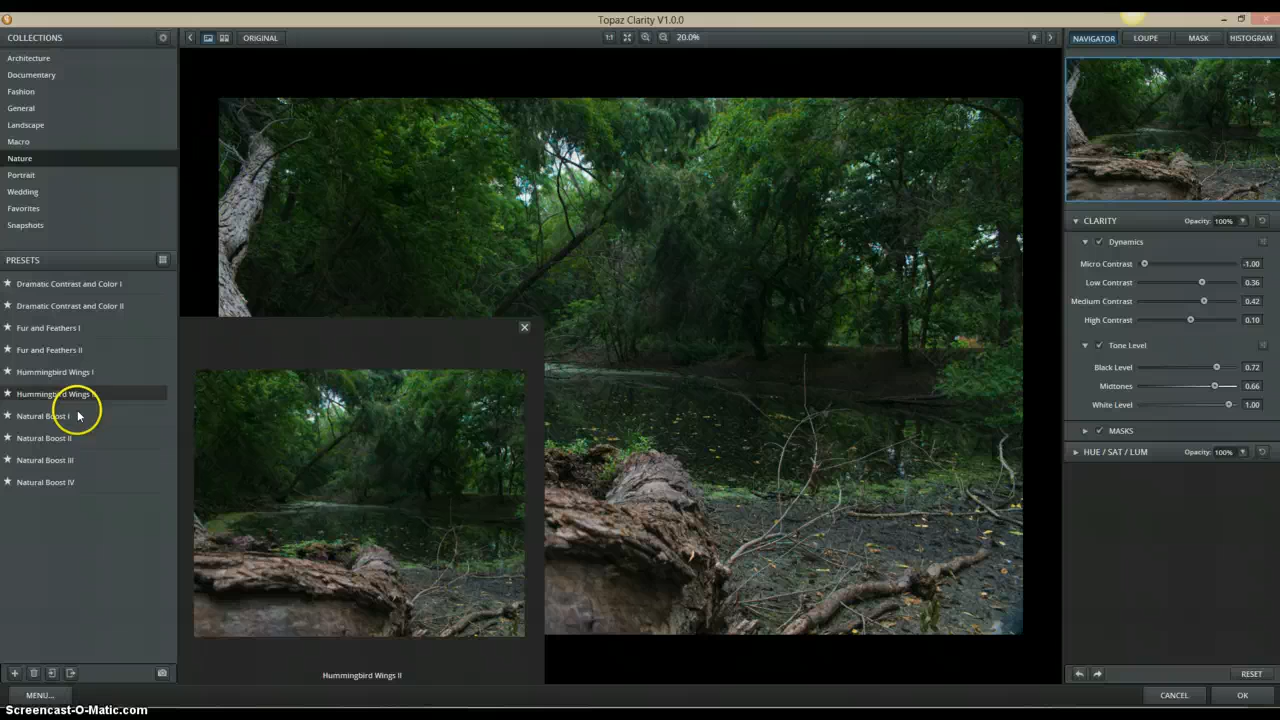 Topaz Clarity V1.0.0
COLLECTIONS
ORIGINAL
1:1
20.0%
NAVIGATOR
LOUPE
MASK
HISTOGRAM
Architecture
Documentary
Fashion
General
Landscape
Macro
Nature
Portrait
Wedding
Favorites
Snapshots
PRESETS
Dramatic Contrast and Color I
Dramatic Contrast and Color II
Fur and Feathers I
Fur and Feathers II
Hummingbird Wings I
Hummingbird Wings II
Natural Boost I
Natural Boost II
Natural Boost III
Natural Boost IV
Hummingbird Wings II
CLARITY Opacity: 100%
Dynamics
Micro Contrast -1.00
Low Contrast 0.36
Medium Contrast 0.42
High Contrast 0.10
Tone Level
Black Level 0.72
Midtones 0.66
White Level 1.00
MASKS
HUE / SAT / LUM Opacity: 100%
RESET
MENU...
CANCEL
OK
Screencast-O-Matic.com